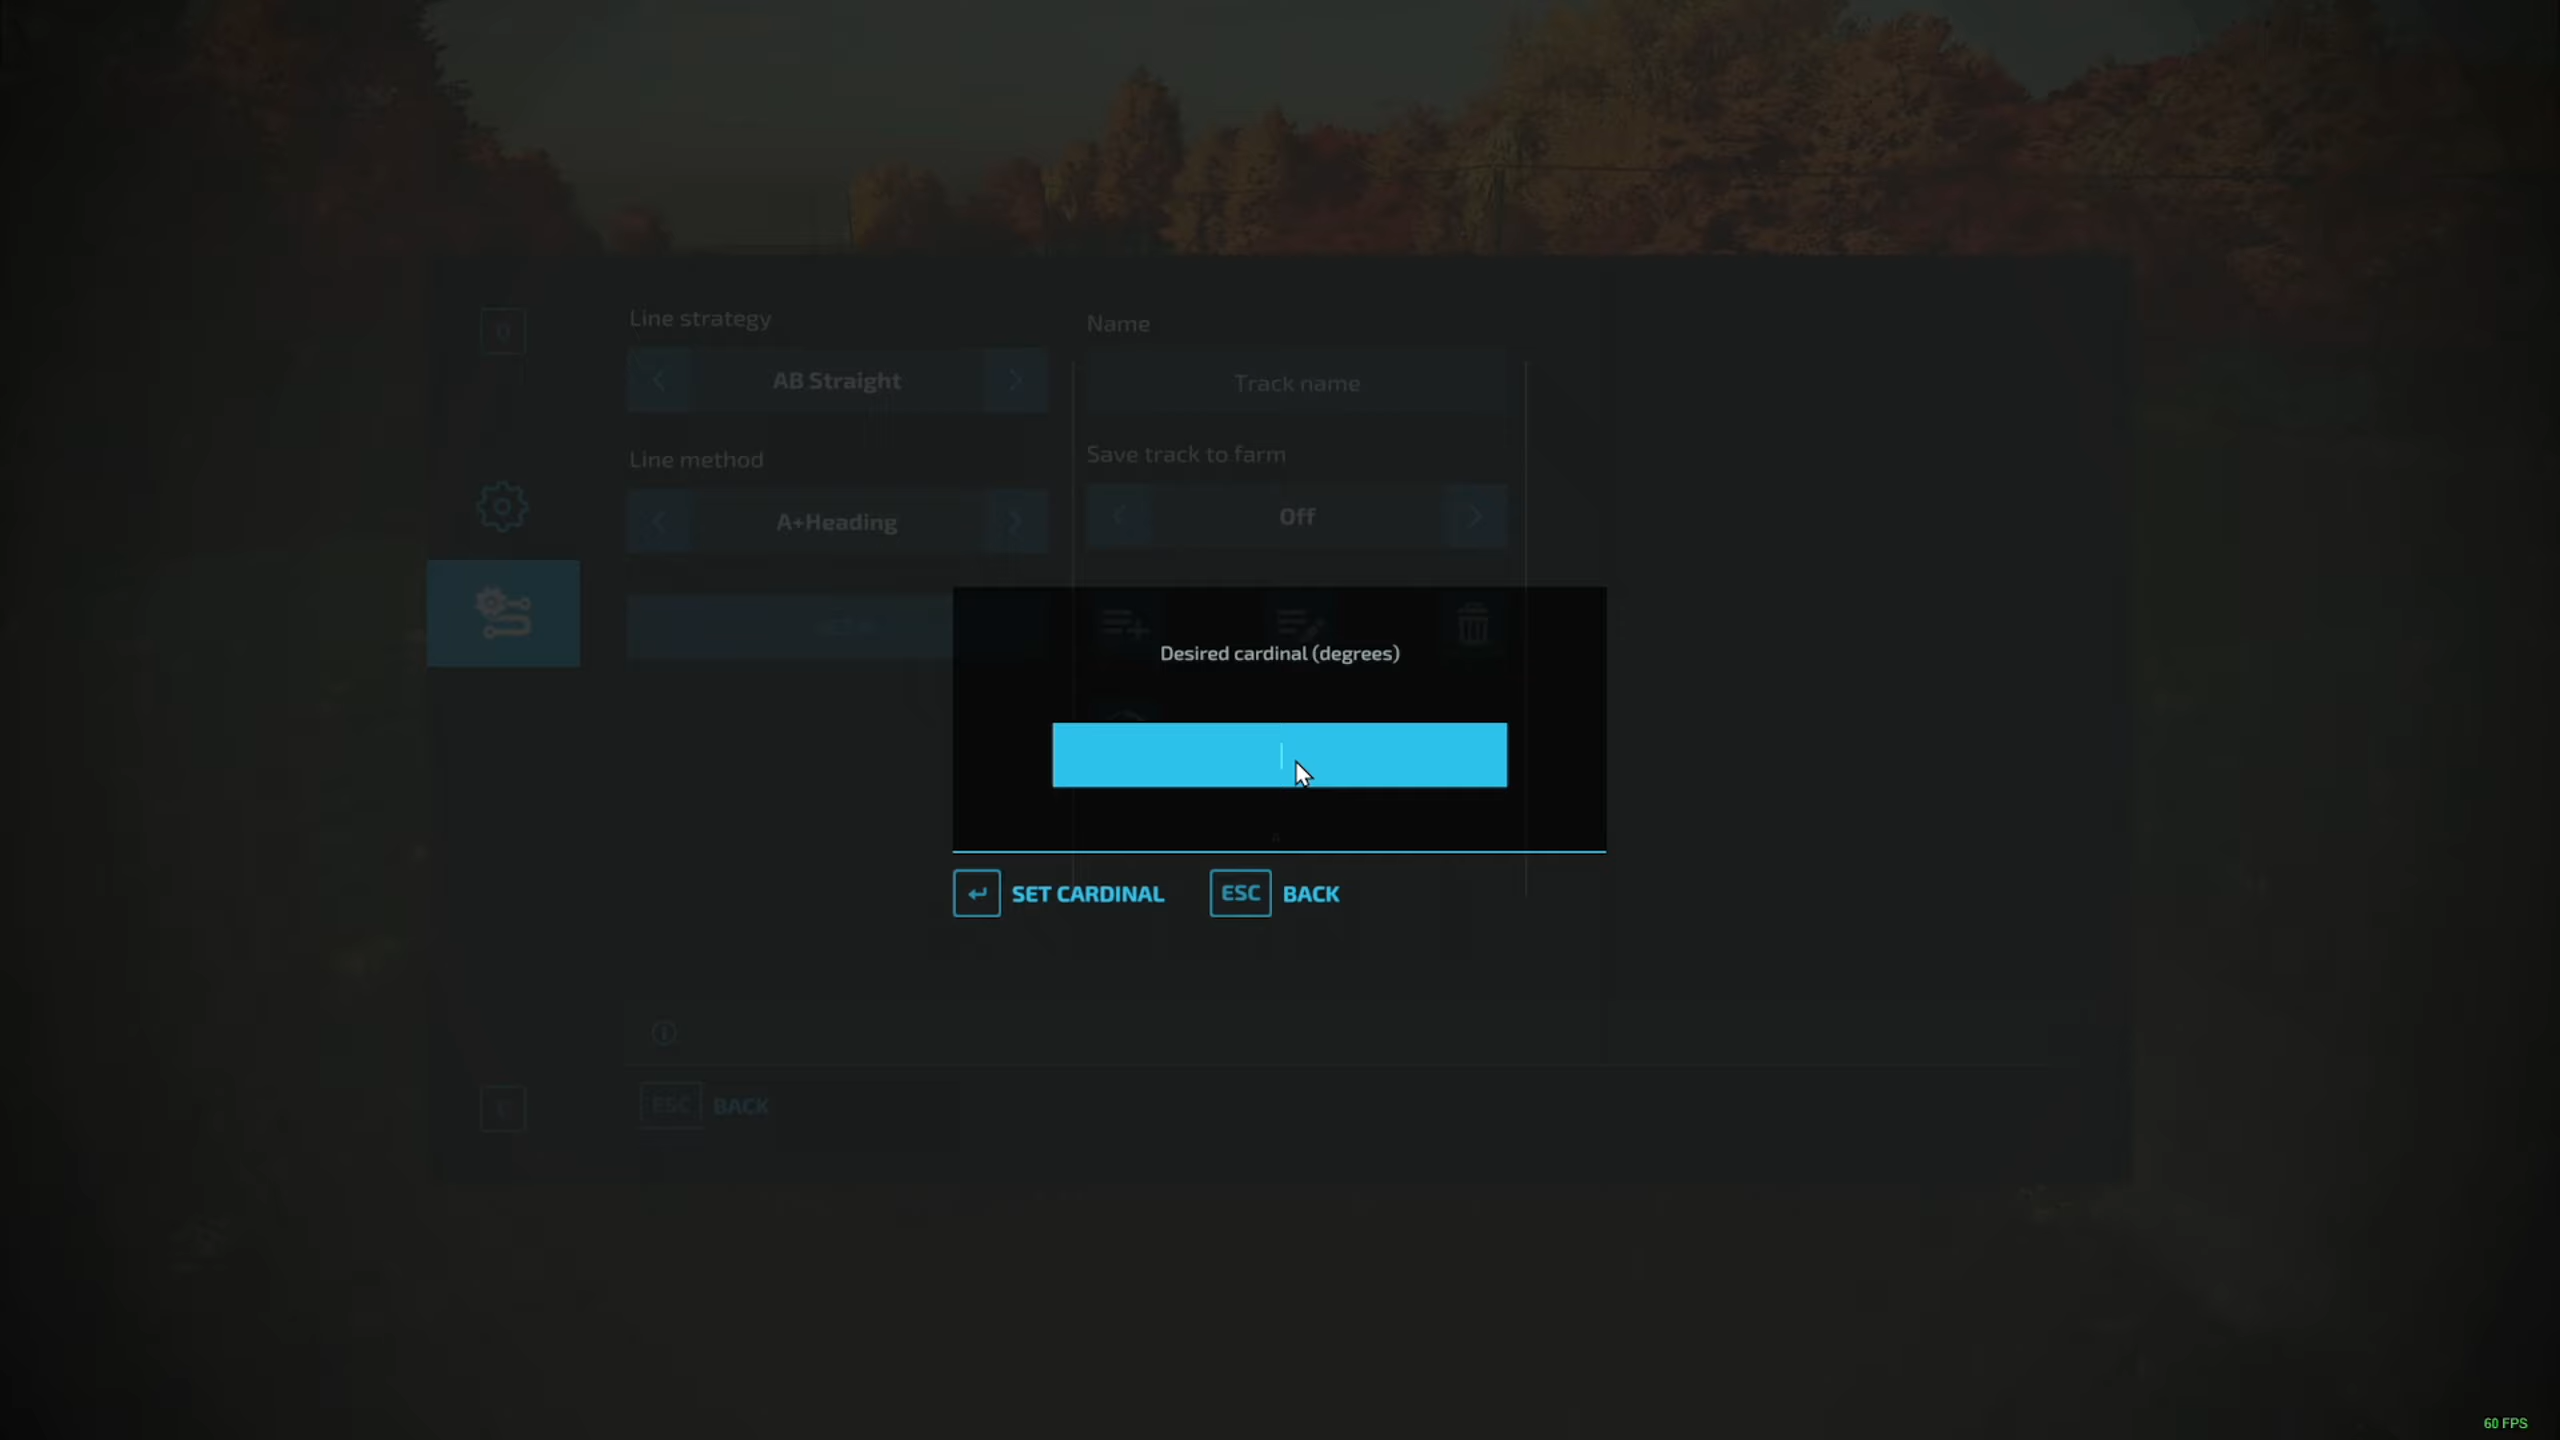 Line strategy
AB Straight
Line method
A+Heading
Name
Track name
Save track to farm
Off
Desired cardinal (degrees)
SET CARDINAL
ESC BACK
ESC BACK
60 FPS